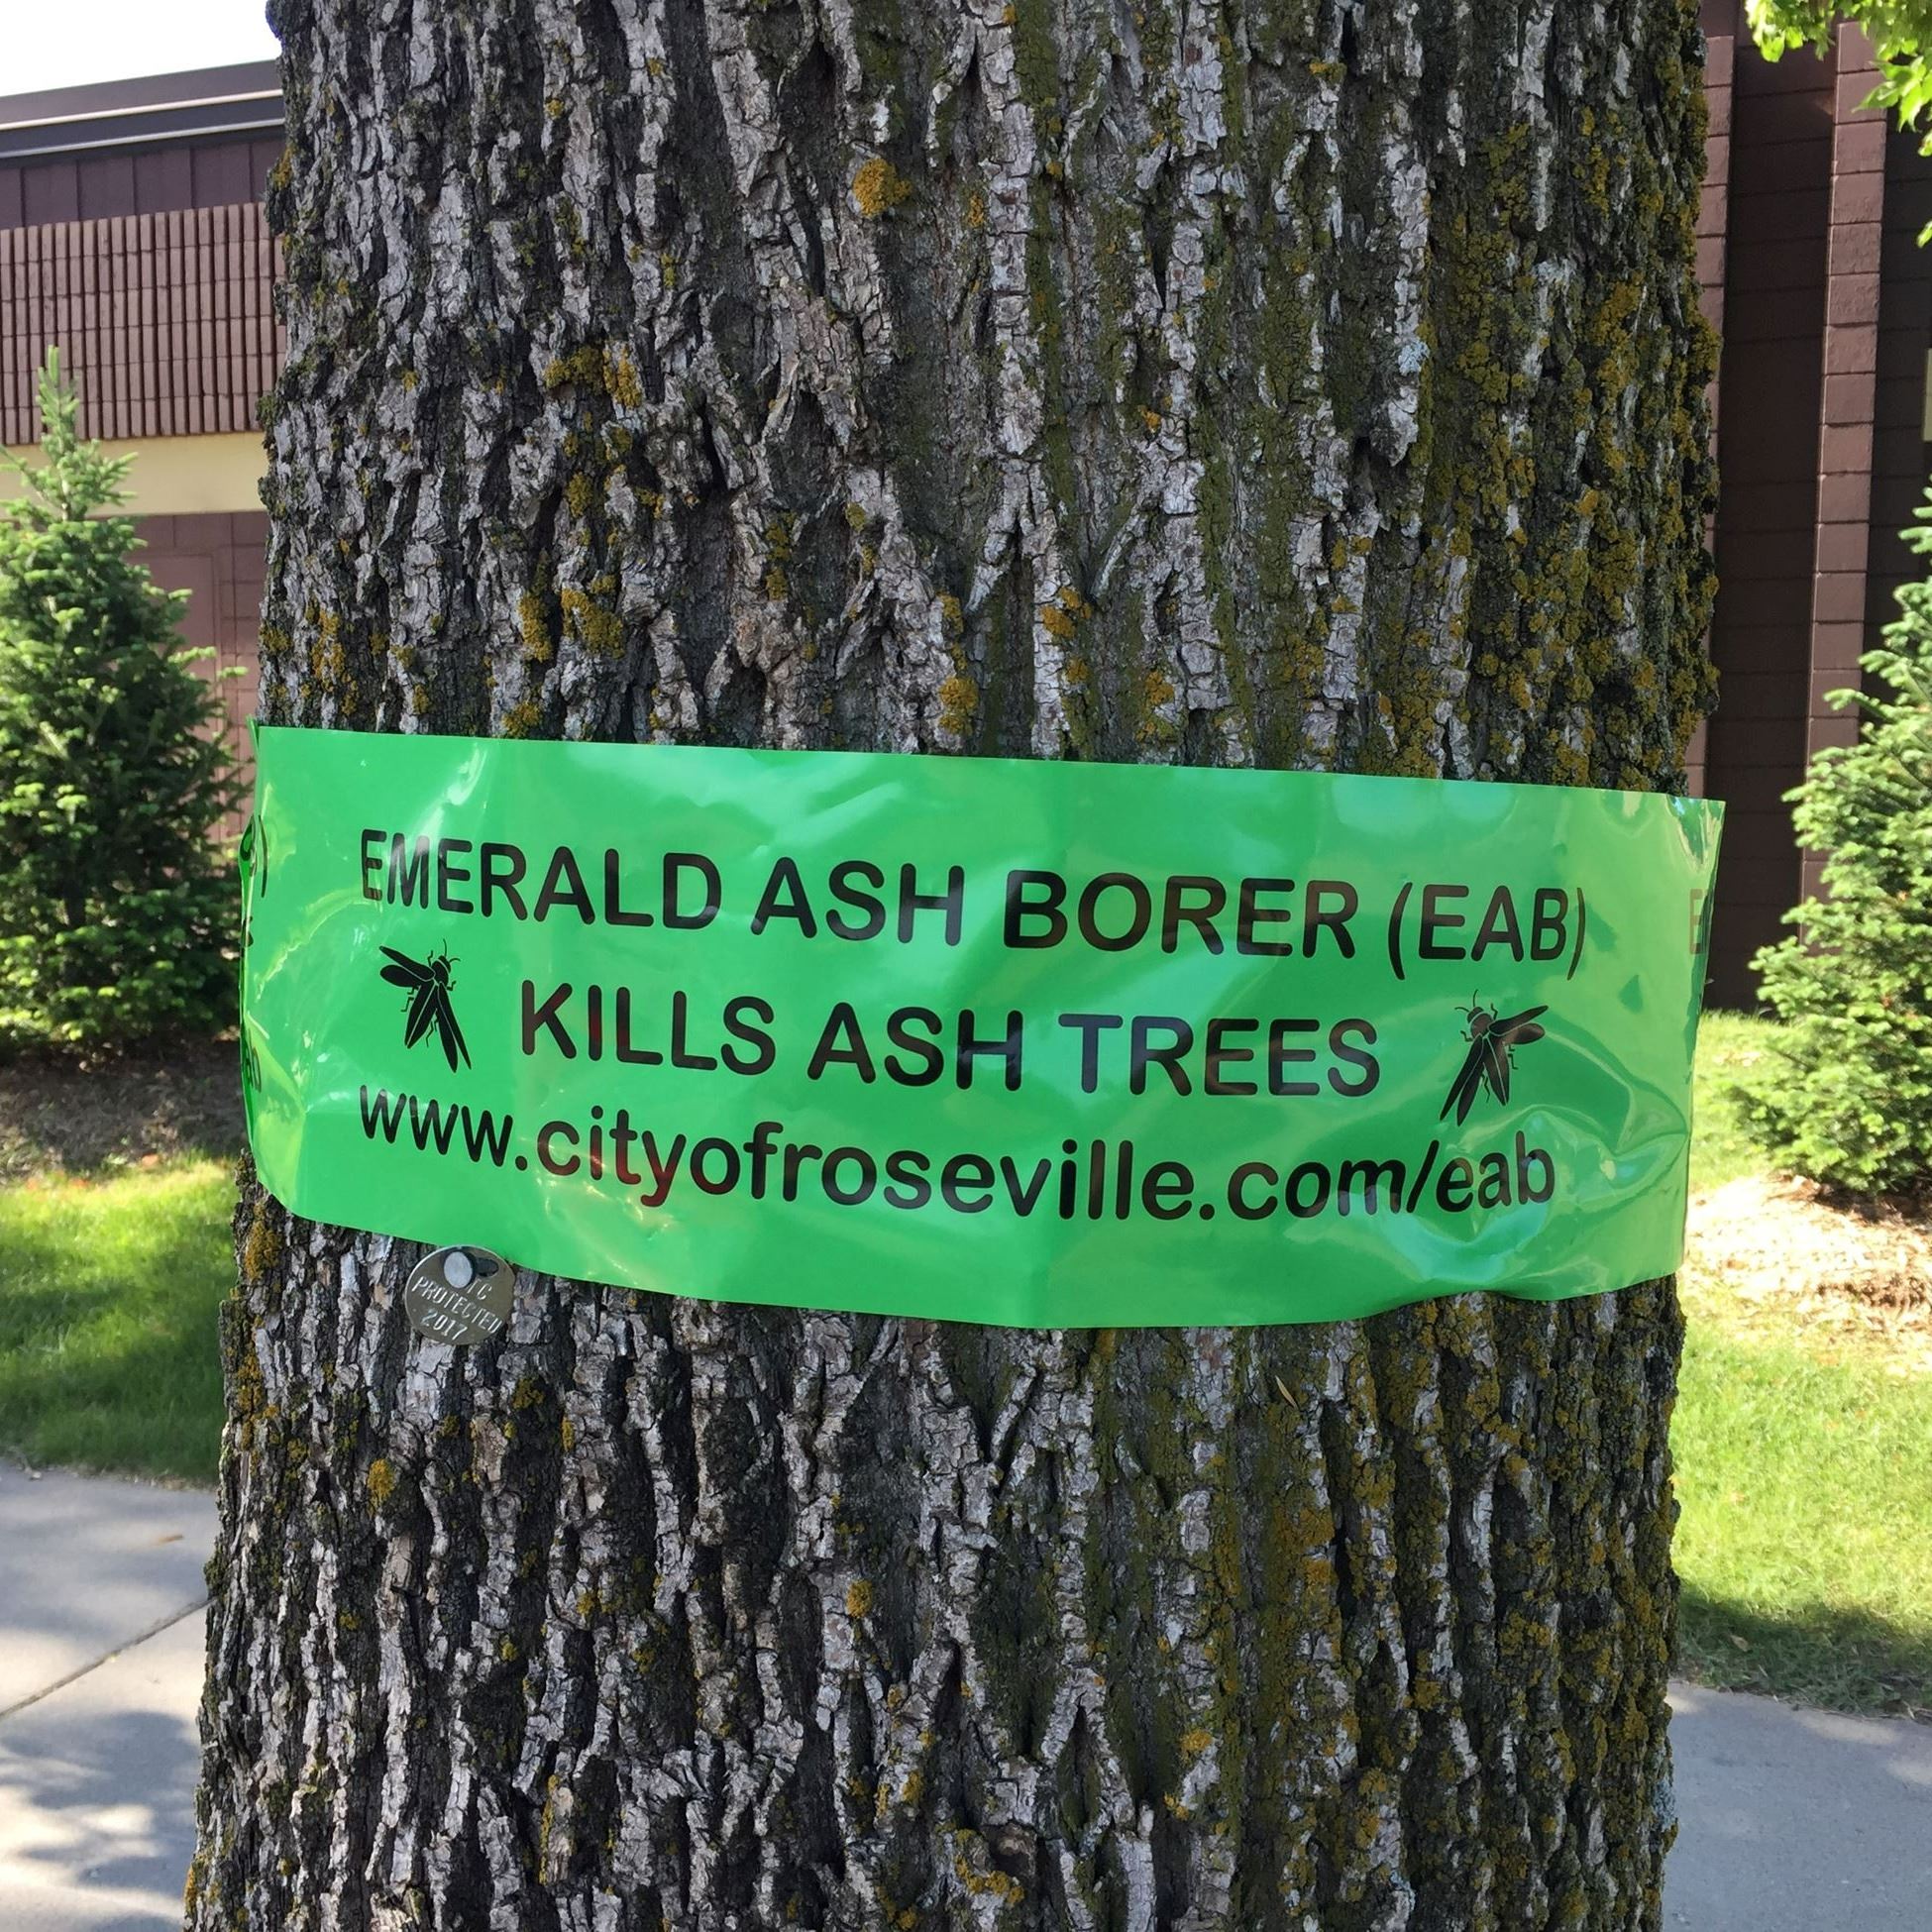 EMERALD ASH BORER (EAB)
KILLS ASH TREES
www.cityofroseville.com/eab
PROTECTED
2017